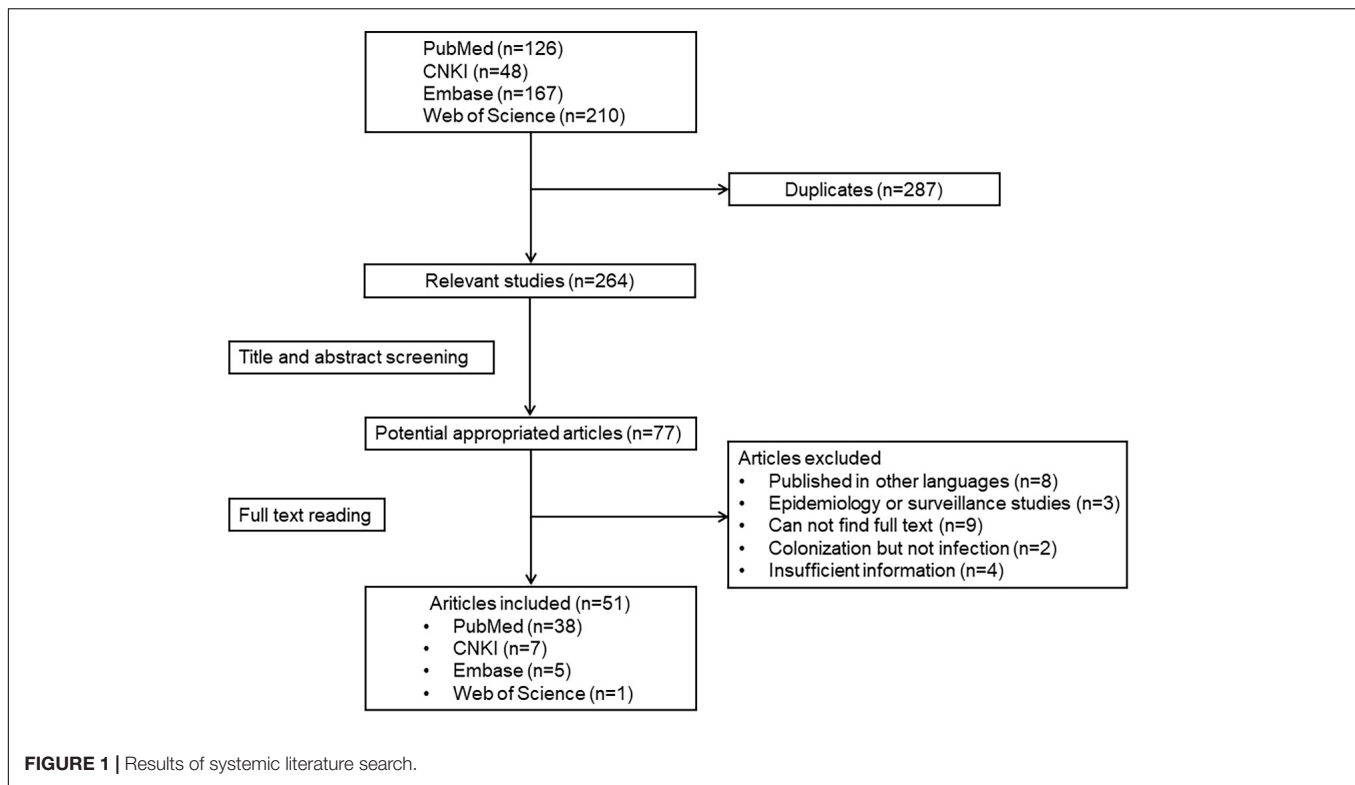 PubMed (n=126)
CNKI (n=48)
Embase (n=167)
Web of Science (n=210)
Duplicates (n=287)
Relevant studies (n=264)
Title and abstract screening
Potential appropriated articles (n=77)
Articles excluded
• Published in other languages (n=8)
• Epidemiology or surveillance studies (n=3)
• Can not find full text (n=9)
• Colonization but not infection (n=2)
• Insufficient information (n=4)
Full text reading
Ariticles included (n=51)
• PubMed (n=38)
• CNKI (n=7)
• Embase (n=5)
• Web of Science (n=1)
FIGURE 1 | Results of systemic literature search.